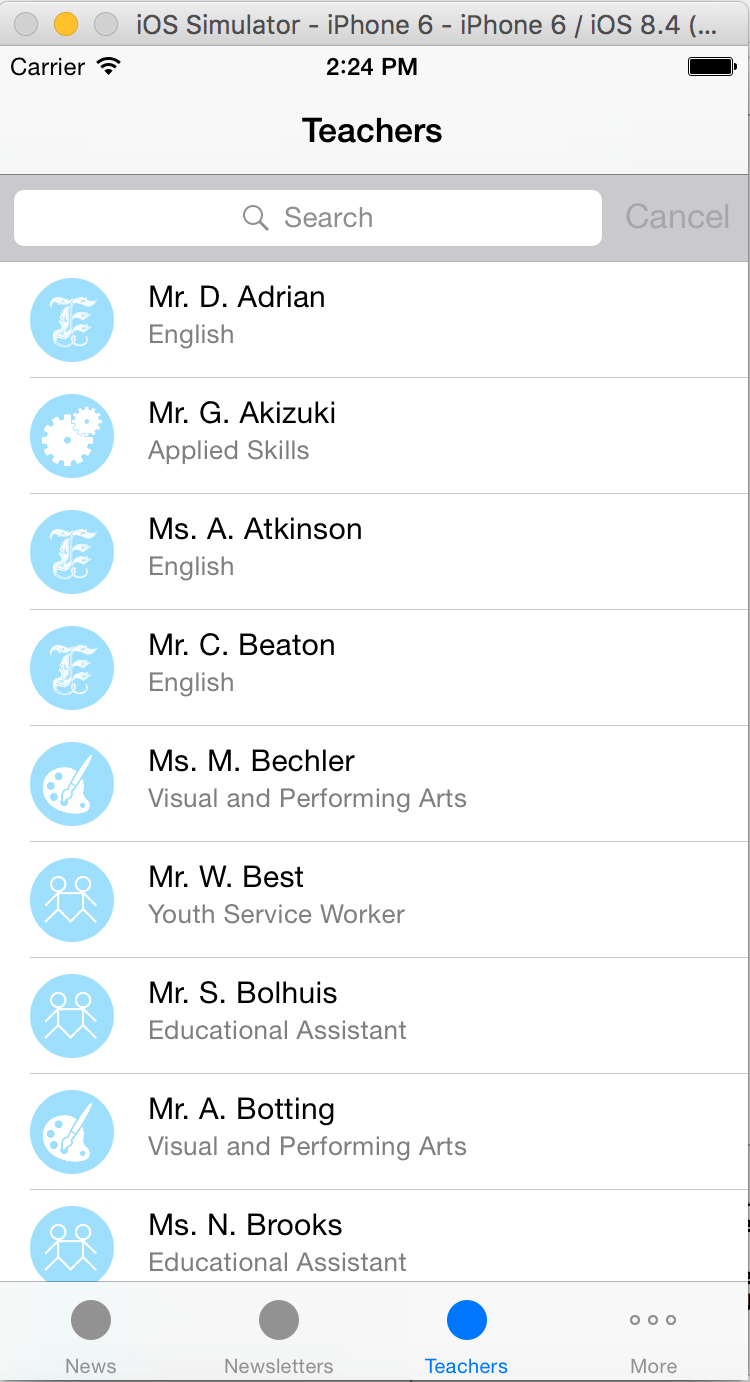 iOS Simulator - iPhone 6 - iPhone 6 / iOS 8.4 (...
Carrier 2:24 PM
Teachers
Search Cancel
Mr. D. Adrian
English
Mr. G. Akizuki
Applied Skills
Ms. A. Atkinson
English
Mr. C. Beaton
English
Ms. M. Bechler
Visual and Performing Arts
Mr. W. Best
Youth Service Worker
Mr. S. Bolhuis
Educational Assistant
Mr. A. Botting
Visual and Performing Arts
Ms. N. Brooks
Educational Assistant
News Newsletters Teachers More